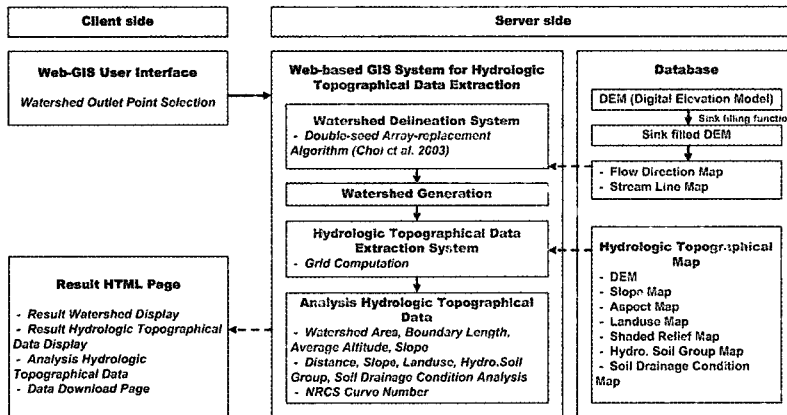 Client side
Server side
Web-GIS User Interface
Watershed Outlet Point Selection
Web-based GIS System for Hydrologic
Topographical Data Extraction
Watershed Delineation System
- Double-seed Array-replacement
Algorithm (Choi et al. 2003)
Watershed Generation
Hydrologic Topographical Data
Extraction System
- Grid Computation
Analysis Hydrologic Topographical
Data
- Watershed Area, Boundary Length,
Average Altitude, Slope
- Distance, Slope, Landuse, Hydro.Soil
Group, Soil Drainage Condition Analysis
- NRCS Curvo Number
Database
DEM (Digital Elevation Model)
Sink filling function
Sink filled DEM
- Flow Direction Map
- Stream Line Map
Hydrologic Topographical
Map
- DEM
- Slope Map
- Aspect Map
- Landuse Map
- Shaded Relief Map
- Hydro. Soil Group Map
- Soil Drainage Condition
Map
Result HTML Page
- Result Watershed Display
- Result Hydrologic Topographical
Data Display
- Analysis Hydrologic
Topographical Data
- Data Download Page